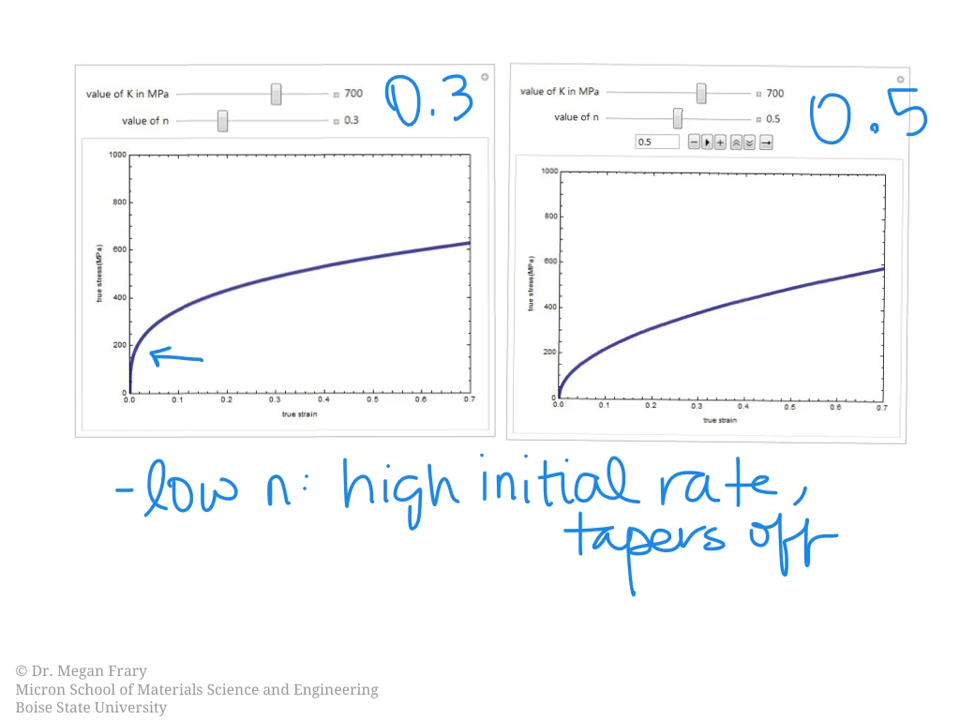 value of K in MPa 700
value of n 0.3
0.3
1000
800
600
400
200
0
true stress(MPa)
0.0 0.1 0.2 0.3 0.4 0.5 0.6 0.7
true strain
value of K in MPa 700
value of n 0.5
0.5
0.5
1000
800
600
400
200
0
true stress(MPa)
0.0 0.1 0.2 0.3 0.4 0.5 0.6 0.7
true strain
- low n: high initial rate,
tapers off
© Dr. Megan Frary
Micron School of Materials Science and Engineering
Boise State University